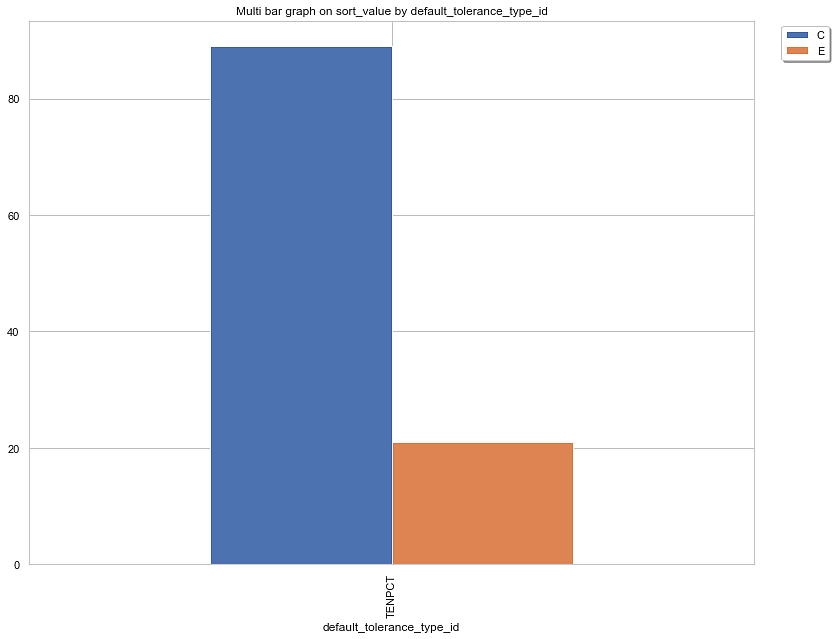 Multi bar graph on sort_value by default_tolerance_type_id
C
E
80
60
40
20
0
TENPCT
default_tolerance_type_id